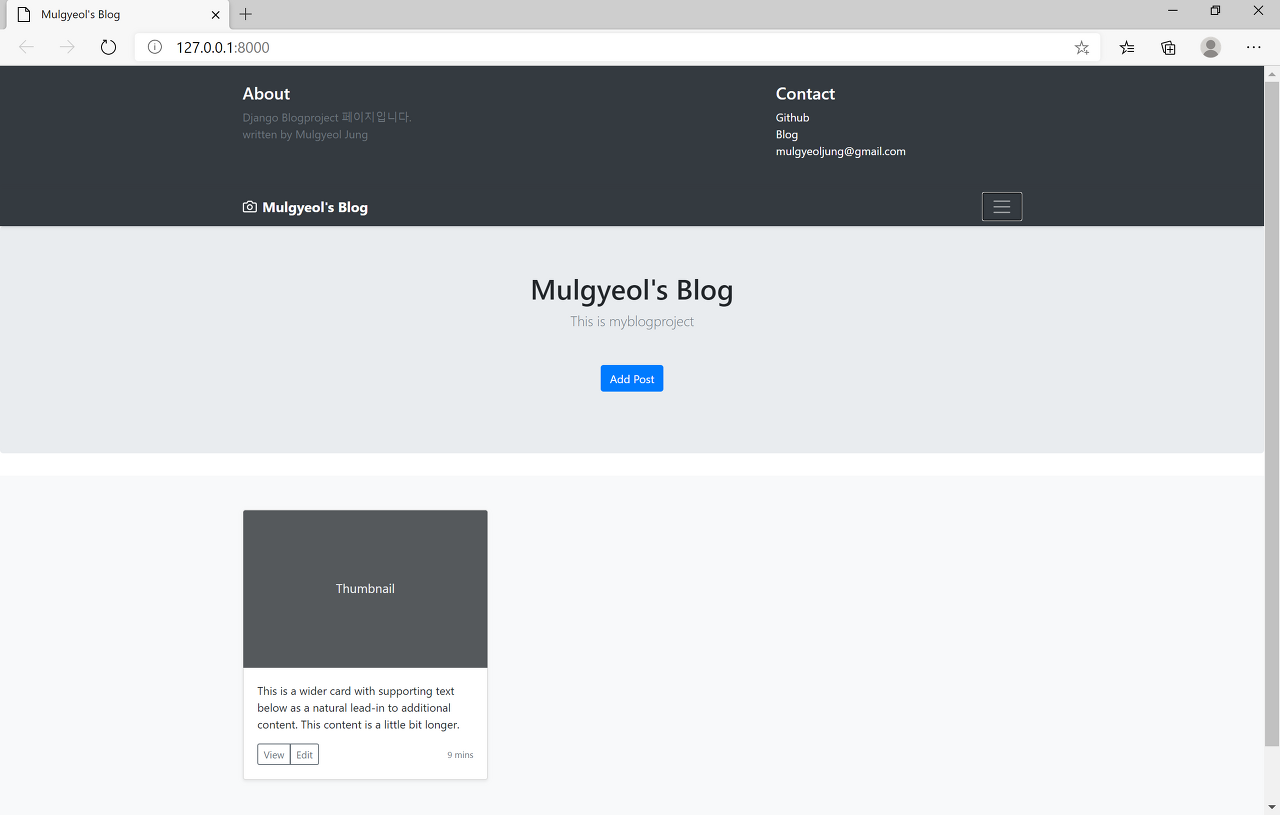 Mulgyeol's Blog
127.0.0.1:8000
About
Django Blogproject 페이지입니다.
written by Mulgyeol Jung
Contact
Github
Blog
mulgyeoljung@gmail.com
Mulgyeol's Blog
Mulgyeol's Blog
This is myblogproject
Add Post
Thumbnail
This is a wider card with supporting text
below as a natural lead-in to additional
content. This content is a little bit longer.
View Edit 9 mins